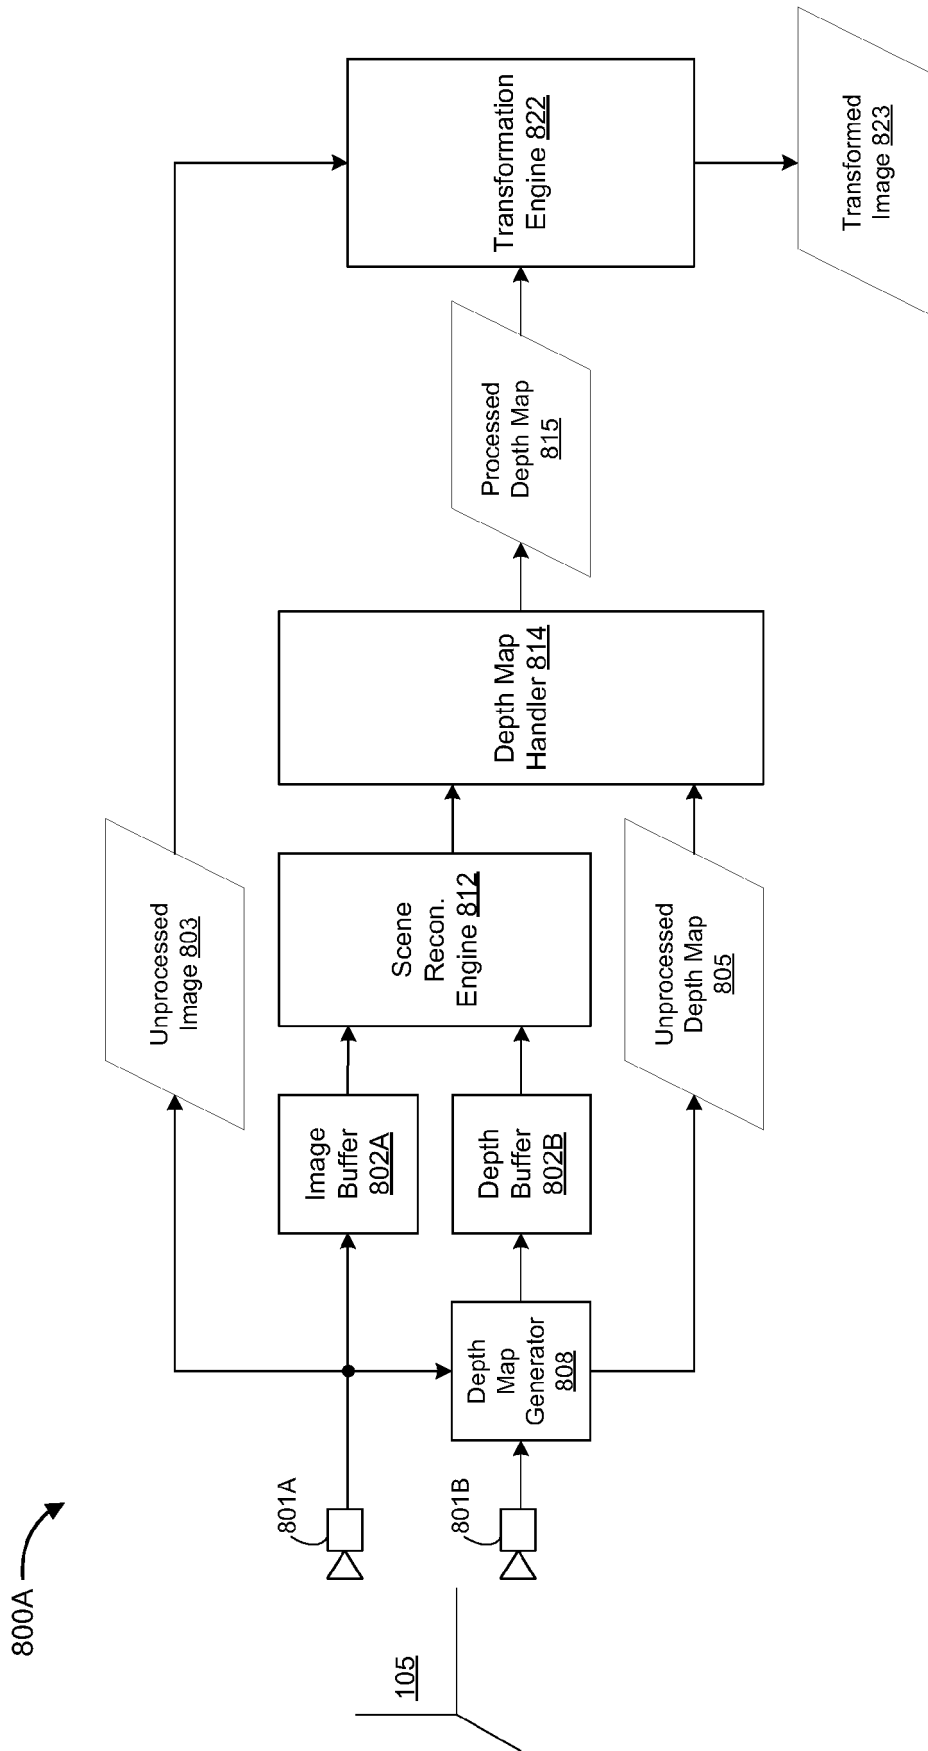 800A
105
801A
801B
Unprocessed
Image 803
Image
Buffer
802A
Depth
Map
Generator
808
Depth
Buffer
802B
Scene
Recon.
Engine 812
Unprocessed
Depth Map
805
Depth Map
Handler 814
Processed
Depth Map
815
Transformation
Engine 822
Transformed
Image 823